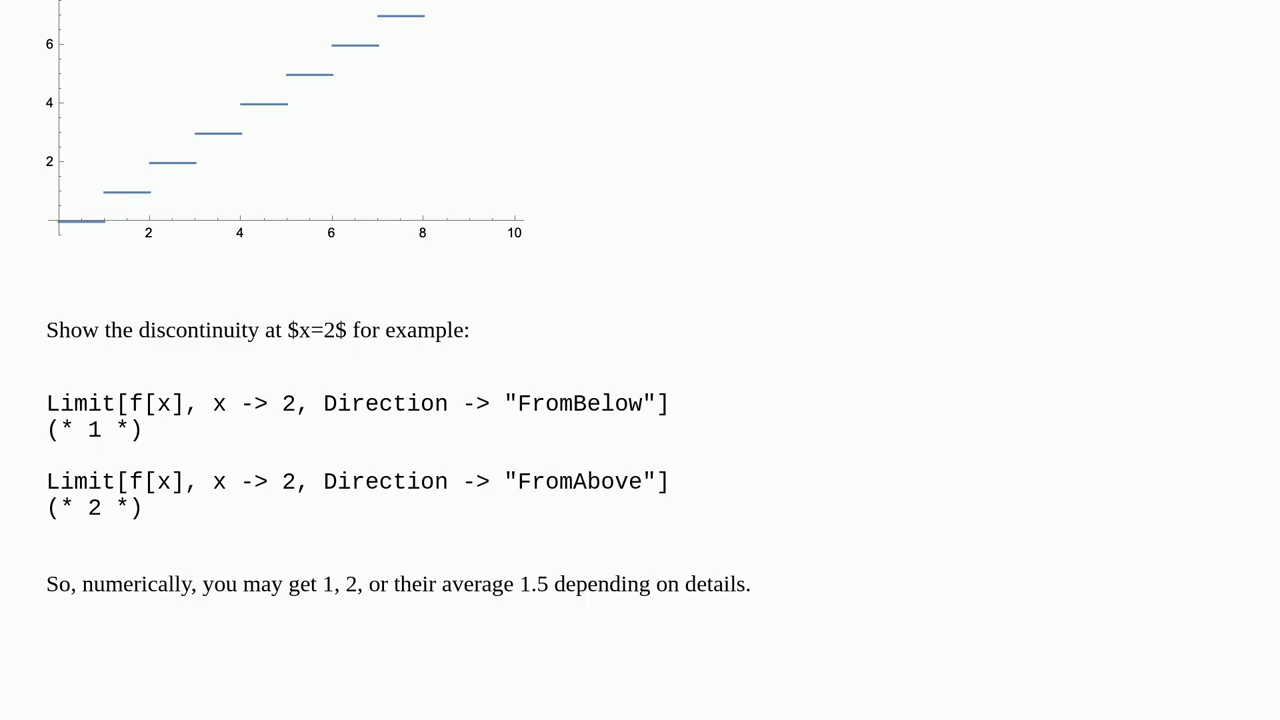 6
4
2
2 4 6 8 10
Show the discontinuity at $x=2$ for example:
Limit[f[x], x -> 2, Direction -> "FromBelow"]
(* 1 *)
Limit[f[x], x -> 2, Direction -> "FromAbove"]
(* 2 *)
So, numerically, you may get 1, 2, or their average 1.5 depending on details.